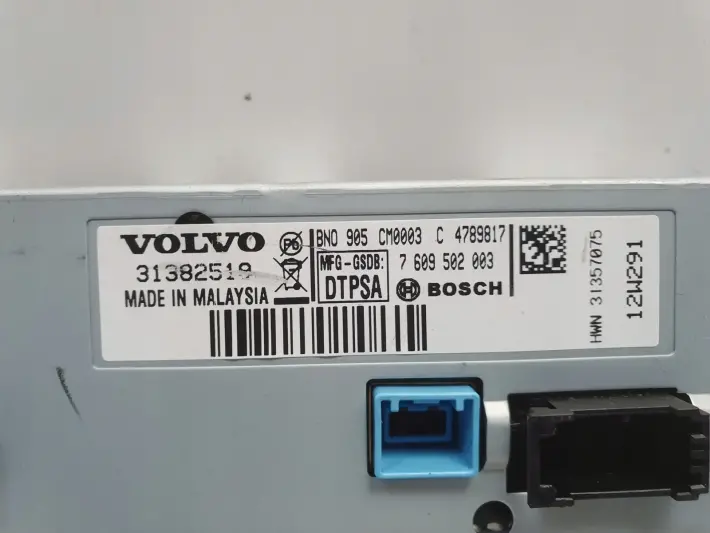 VOLVO
31382519
MADE IN MALAYSIA
Pb
BNO 905 CM0003 C 4789817
MFG-GSDB:
DTPSA
7 609 502 003
BOSCH
HWN 31357075
12W291